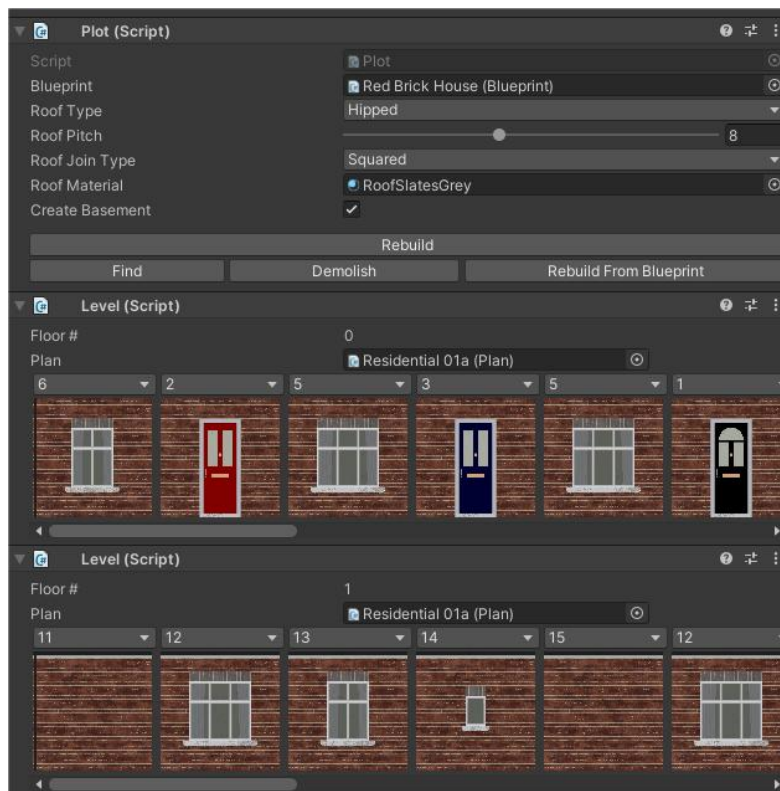 Plot (Script)
Script Plot
Blueprint Red Brick House (Blueprint)
Roof Type Hipped
Roof Pitch 8
Roof Join Type Squared
Roof Material RoofSlatesGrey
Create Basement
Rebuild
Find Demolish Rebuild From Blueprint
Level (Script)
Floor # 0
Plan Residential 01a (Plan)
6 2 5 3 5 1
Level (Script)
Floor # 1
Plan Residential 01a (Plan)
11 12 13 14 15 12